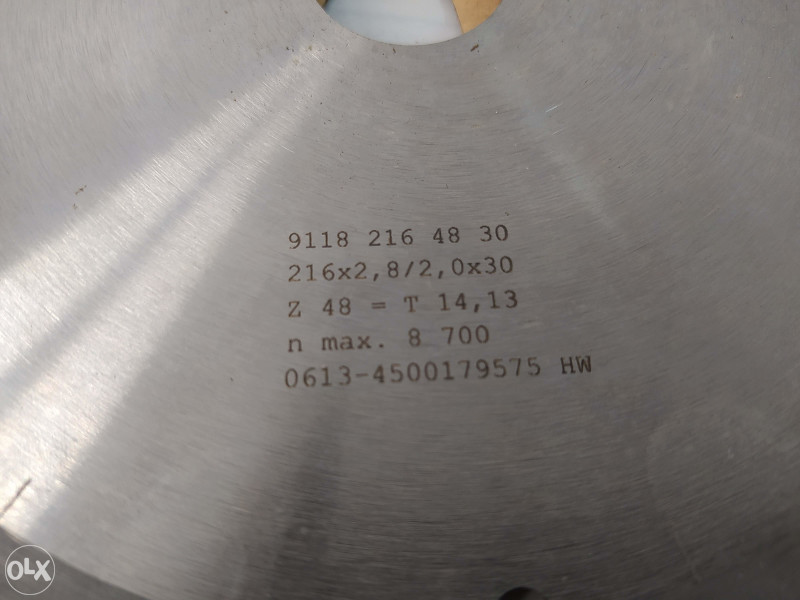 9118 216 48 30
216x2,8/2,0x30
Z 48 = T 14,13
n max. 8 700
0613-4500179575 HW
OLX